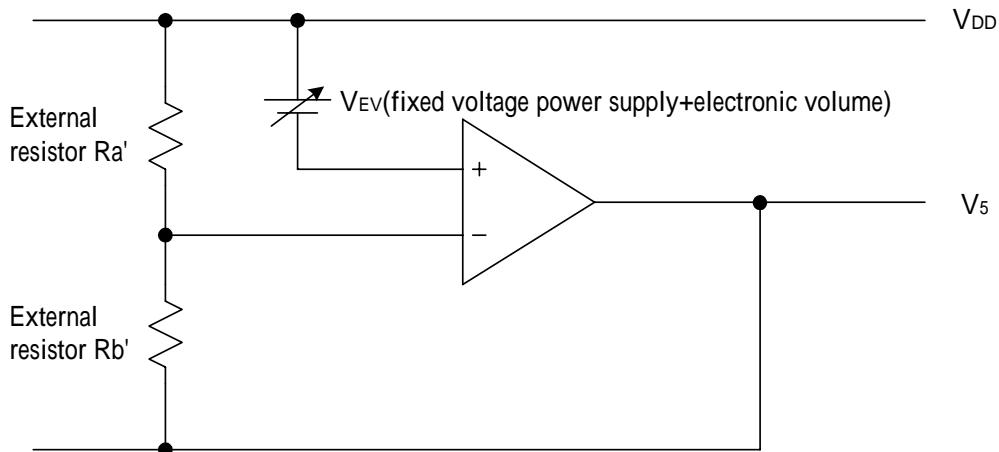 VDD
VEV(fixed voltage power supply+electronic volume)
External
resistor Ra'
+
V5
−
External
resistor Rb'